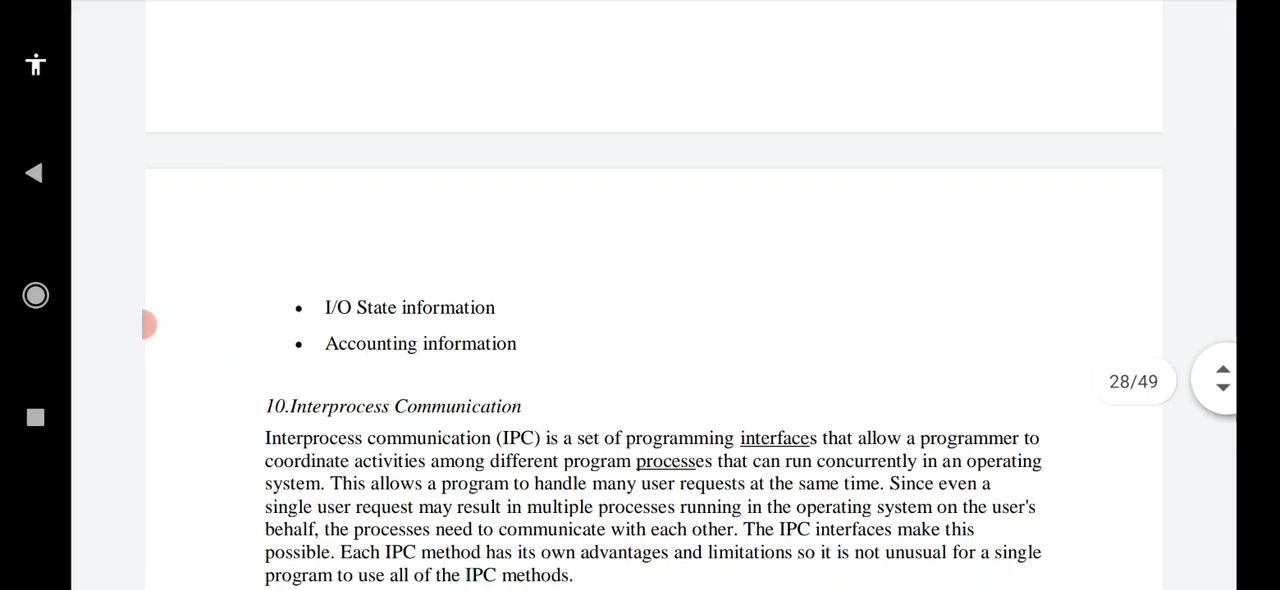 • I/O State information
• Accounting information
28/49
10.Interprocess Communication
Interprocess communication (IPC) is a set of programming interfaces that allow a programmer to
coordinate activities among different program processes that can run concurrently in an operating
system. This allows a program to handle many user requests at the same time. Since even a
single user request may result in multiple processes running in the operating system on the user's
behalf, the processes need to communicate with each other. The IPC interfaces make this
possible. Each IPC method has its own advantages and limitations so it is not unusual for a single
program to use all of the IPC methods.